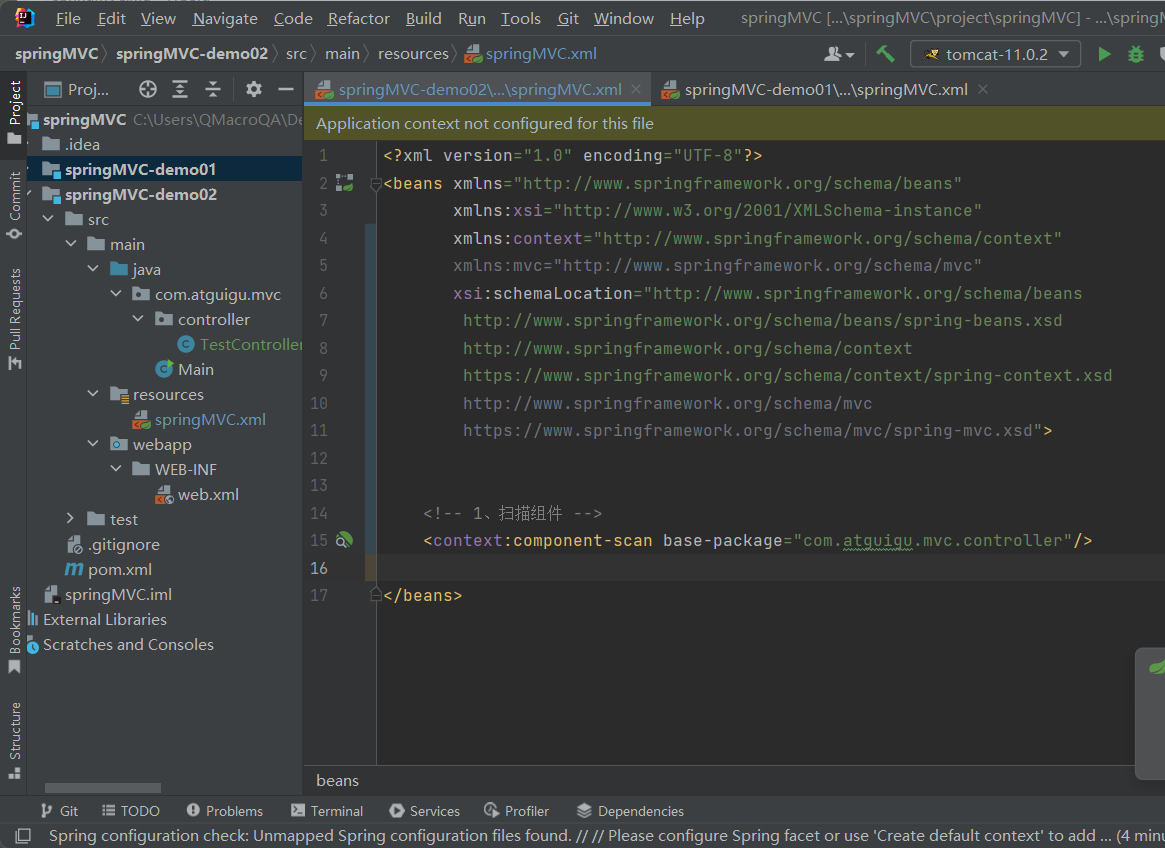 File Edit View Navigate Code Refactor Build Run Tools Git Window Help springMVC [...\springMVC\project\springMVC] - ...\spring
springMVC springMVC-demo02 src main resources springMVC.xml tomcat-11.0.2
Proj... springMVC-demo02\...\springMVC.xml springMVC-demo01\...\springMVC.xml
Project
Commit
Pull Requests
Bookmarks
Structure
springMVC C:\Users\QMacroQA\De
.idea
springMVC-demo01
springMVC-demo02
src
main
java
com.atguigu.mvc
controller
TestController
Main
resources
springMVC.xml
webapp
WEB-INF
web.xml
test
.gitignore
pom.xml
springMVC.iml
External Libraries
Scratches and Consoles
Application context not configured for this file
1 <?xml version="1.0" encoding="UTF-8"?>
2 <beans xmlns="http://www.springframework.org/schema/beans"
3 xmlns:xsi="http://www.w3.org/2001/XMLSchema-instance"
4 xmlns:context="http://www.springframework.org/schema/context"
5 xmlns:mvc="http://www.springframework.org/schema/mvc"
6 xsi:schemaLocation="http://www.springframework.org/schema/beans
7 http://www.springframework.org/schema/beans/spring-beans.xsd
8 http://www.springframework.org/schema/context
9 https://www.springframework.org/schema/context/spring-context.xsd
10 http://www.springframework.org/schema/mvc
11 https://www.springframework.org/schema/mvc/spring-mvc.xsd">
12
13
14 <!-- 1、扫描组件 -->
15 <context:component-scan base-package="com.atguigu.mvc.controller"/>
16
17 </beans>
beans
Git TODO Problems Terminal Services Profiler Dependencies
Spring configuration check: Unmapped Spring configuration files found. // // Please configure Spring facet or use 'Create default context' to add ... (4 minu